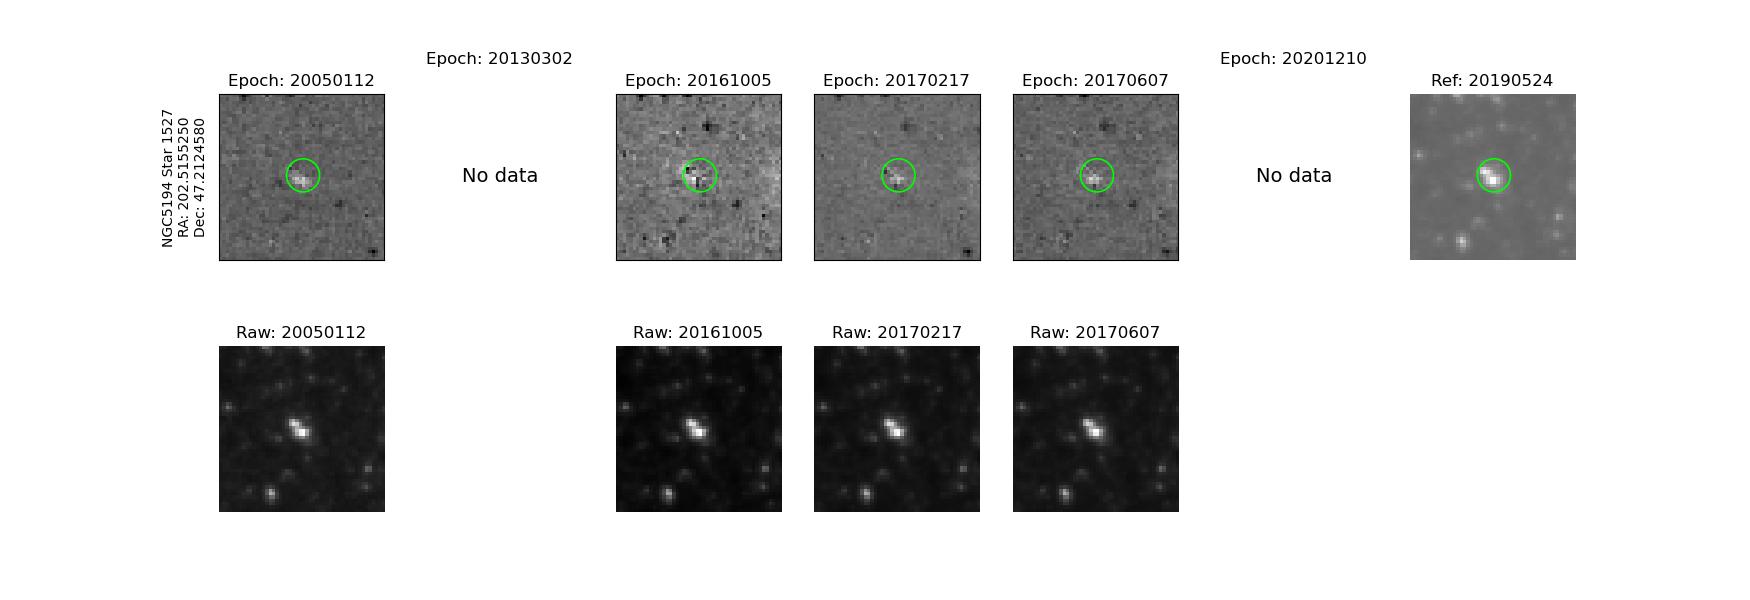 NGC5194 Star 1527
RA: 202.5155250
Dec: 47.2124580
Epoch: 20050112
Epoch: 20130302
No data
Epoch: 20161005
Epoch: 20170217
Epoch: 20170607
Epoch: 20201210
No data
Ref: 20190524
Raw: 20050112
Raw: 20161005
Raw: 20170217
Raw: 20170607